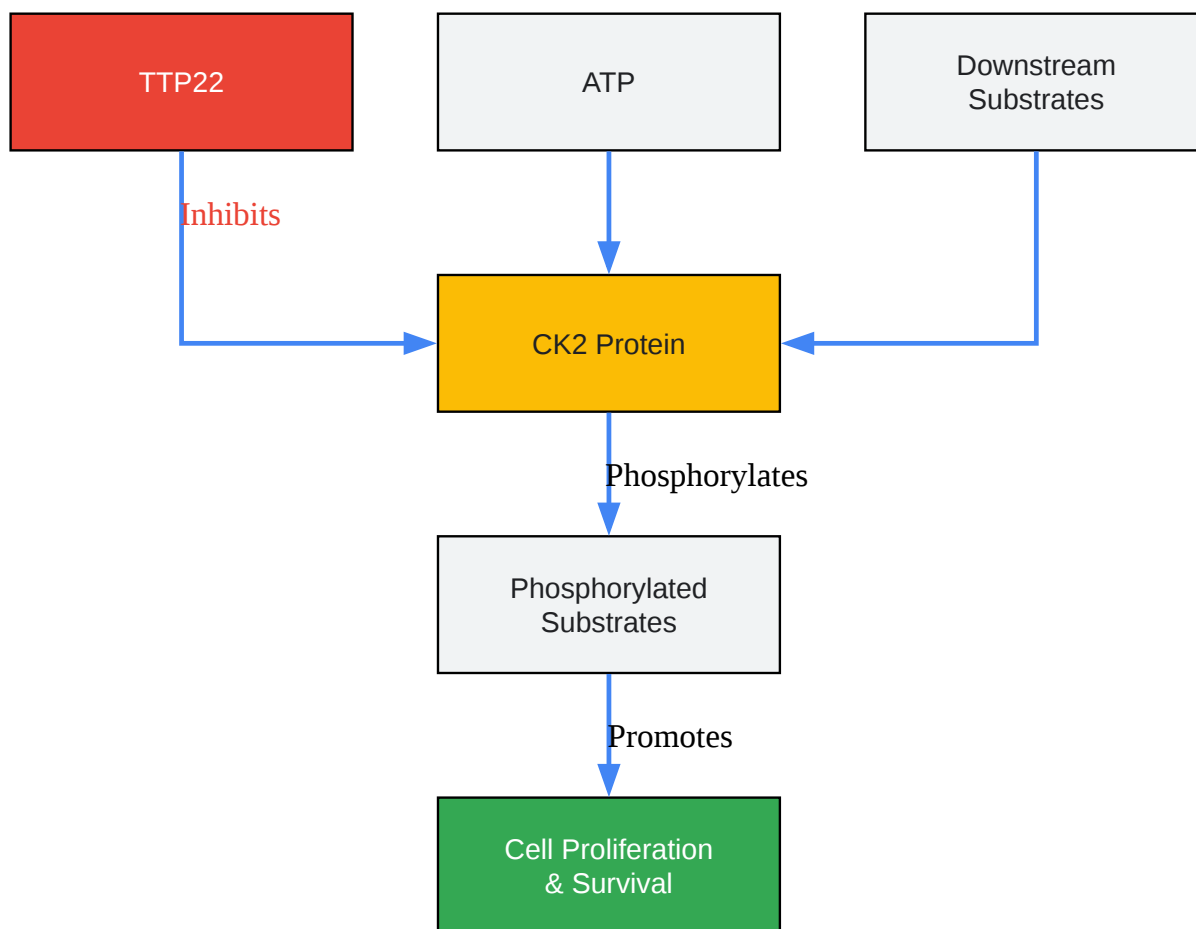 TTP22
ATP
Downstream
Substrates
Inhibits
CK2 Protein
Phosphorylates
Phosphorylated
Substrates
Promotes
Cell Proliferation
& Survival